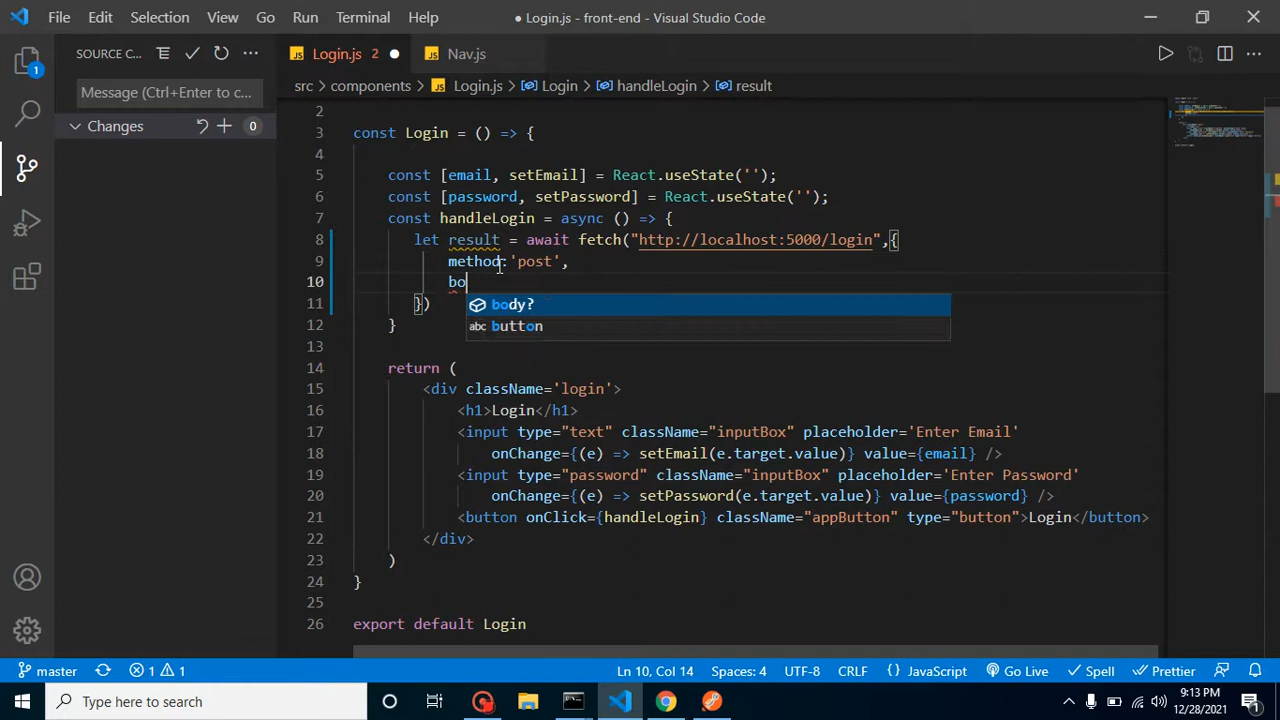 File Edit Selection View Go Run Terminal Help ● Login.js - front-end - Visual Studio Code
SOURCE C... JS Login.js 2 JS Nav.js
1
src > components > JS Login.js > Login > handleLogin > result
Message (Ctrl+Enter to c...
Changes 0
2
3 const Login = () => {
4
5 const [email, setEmail] = React.useState('');
6 const [password, setPassword] = React.useState('');
7 const handleLogin = async () => {
8 let result = await fetch("http://localhost:5000/login",{
9 method:'post',
10 bo
body?
11 })
abc button
12 }
13
14 return (
15 <div className='login'>
16 <h1>Login</h1>
17 <input type="text" className="inputBox" placeholder='Enter Email'
18 onChange={(e) => setEmail(e.target.value)} value={email} />
19 <input type="password" className="inputBox" placeholder='Enter Password'
20 onChange={(e) => setPassword(e.target.value)} value={password} />
21 <button onClick={handleLogin} className="appButton" type="button">Login</button>
22 </div>
23 )
24 }
25
26 export default Login
master 1 1 Ln 10, Col 14 Spaces: 4 UTF-8 CRLF { } JavaScript Go Live Spell Prettier
Type here to search 9:13 PM
12/28/2021 1